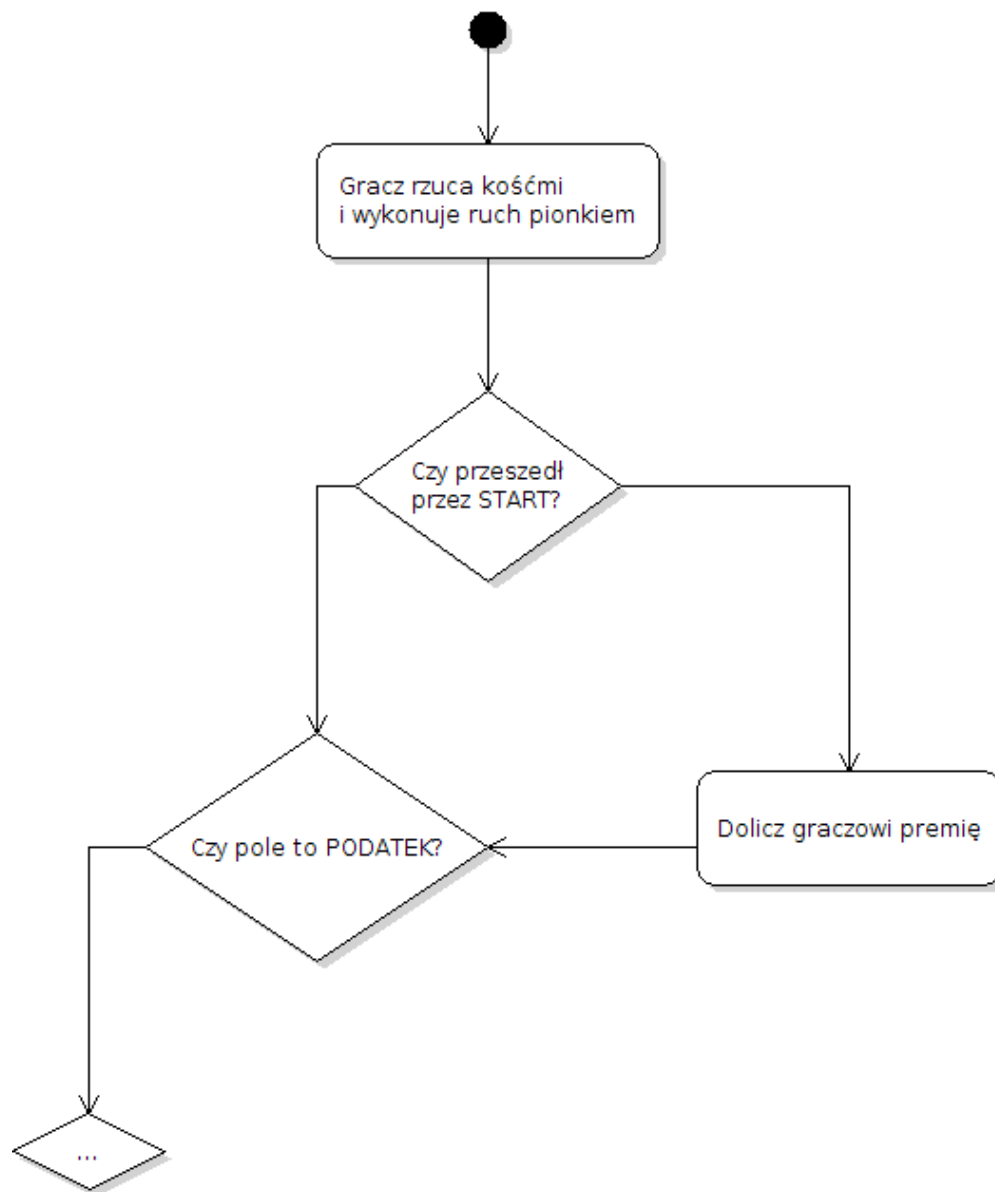 Gracz rzuca kośćmi
i wykonuje ruch pionkiem
Czy przeszedł
przez START?
Czy pole to PODATEK?
Dolicz graczowi premię
...